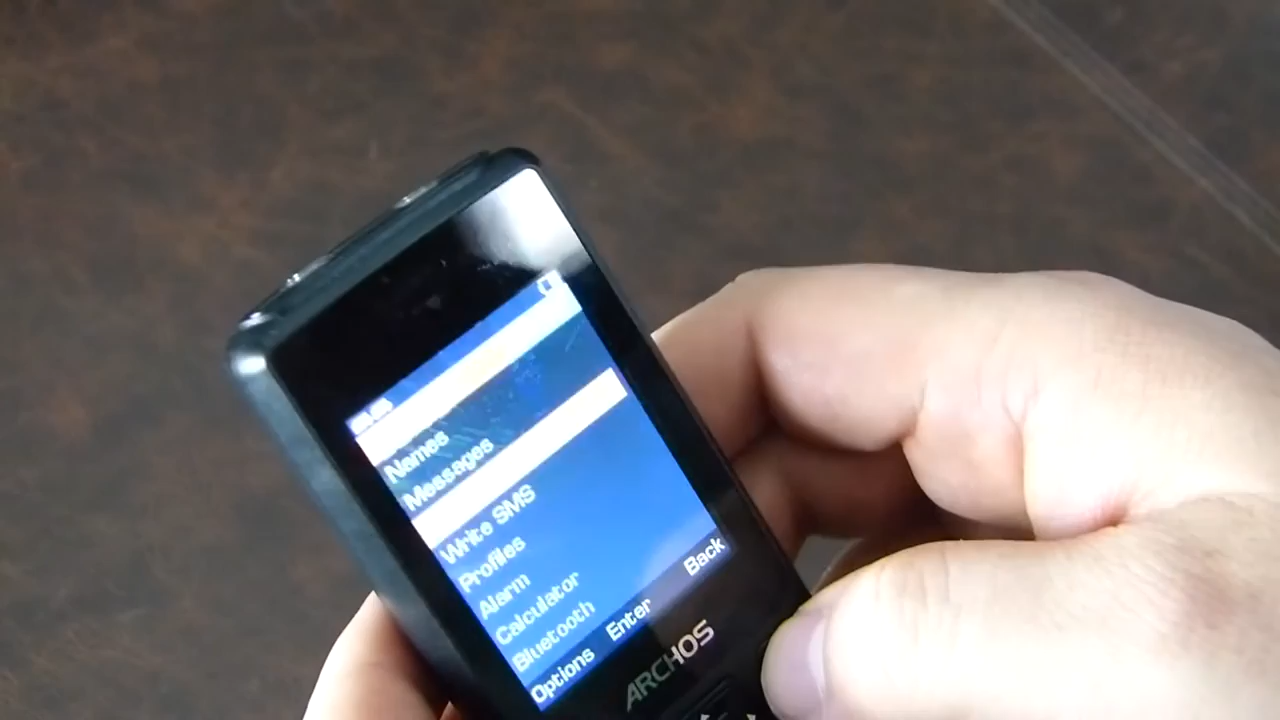 Names
Messages
Write SMS
Profiles
Alarm
Calculator
Bluetooth
Options Enter Back
ARCHOS